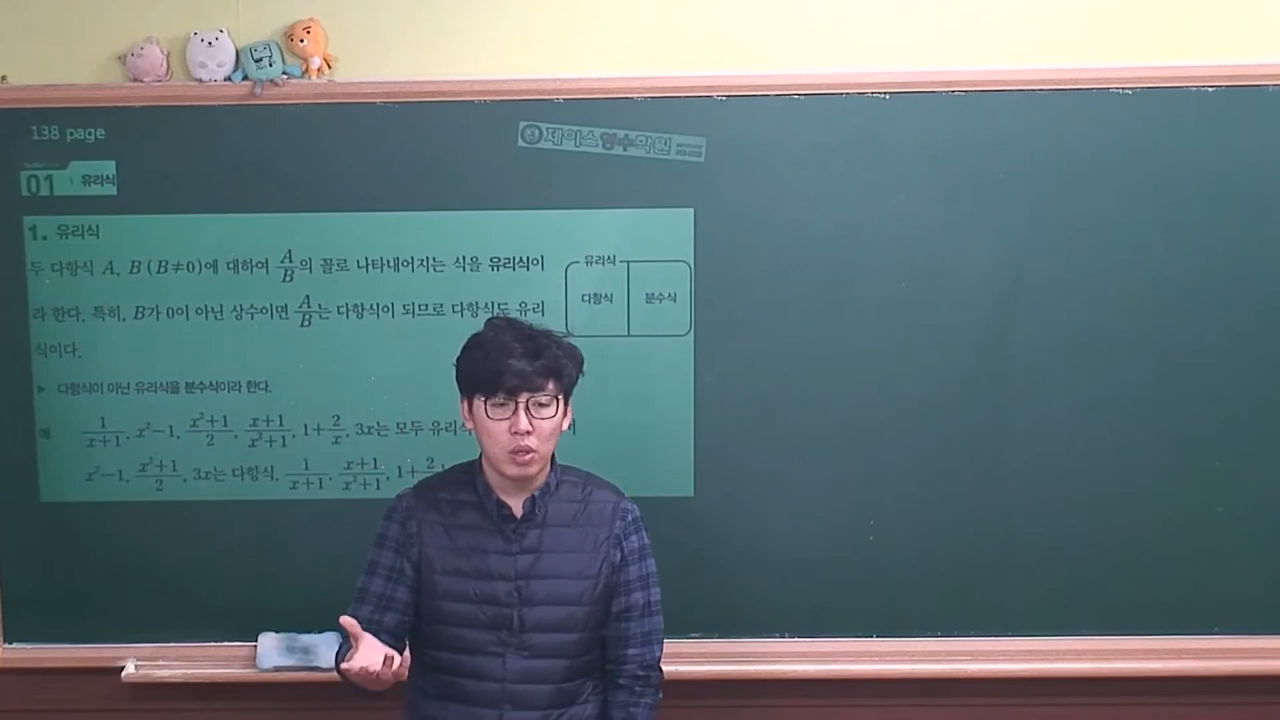 138 page
제이스영수학원
01 유리식
1. 유리식
두 다항식 A, B (B≠0)에 대하여 A/B의 꼴로 나타내어지는 식을 유리식이
라 한다. 특히, B가 0이 아닌 상수이면 A/B는 다항식이 되므로 다항식도 유리
식이다.
유리식
다항식 분수식
▶ 다항식이 아닌 유리식을 분수식이라 한다.
예 1/(x+1), x²-1, (x²+1)/2, (x+1)/(x²+1), 1+2/x, 3x는 모두 유리
x²-1, (x²+1)/2, 3x는 다항식, 1/(x+1), (x+1)/(x²+1), 1+2